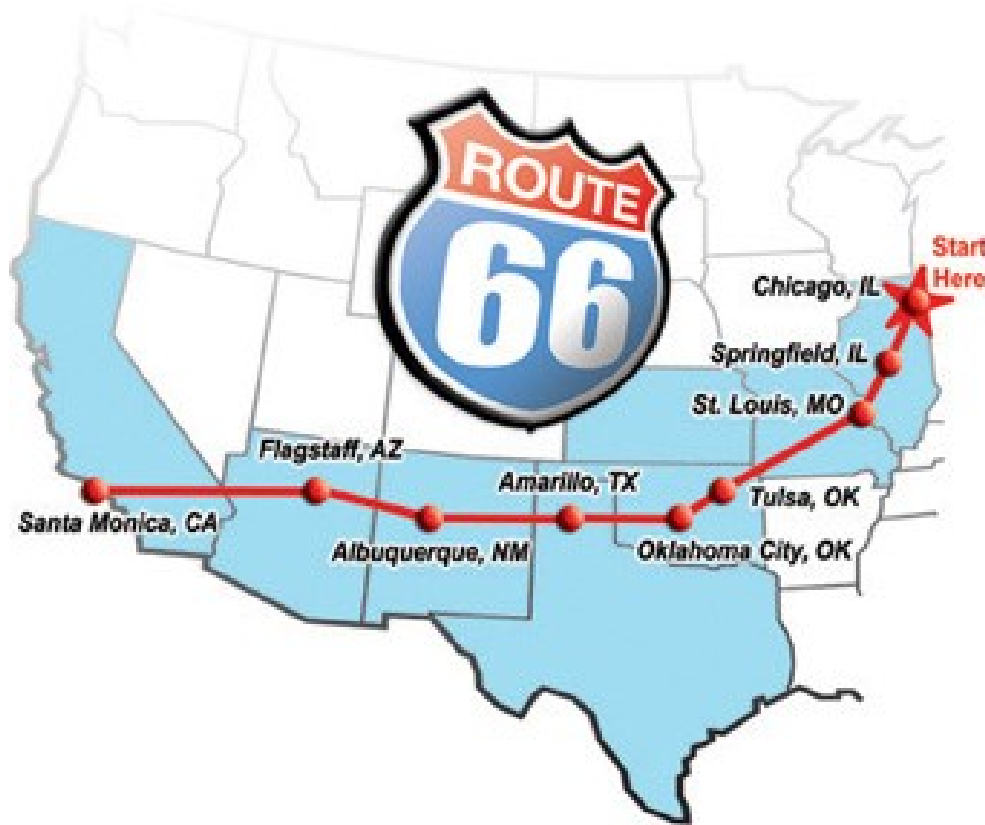 ROUTE
66
Start
Here
Chicago, IL
Springfield, IL
St. Louis, MO
Flagstaff, AZ
Amarillo, TX
Tulsa, OK
Santa Monica, CA
Albuquerque, NM
Oklahoma City, OK